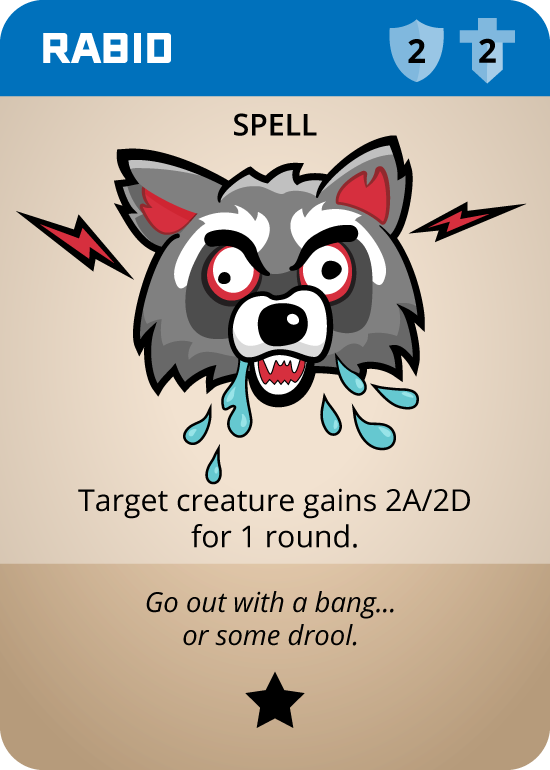 RABID
2
2
SPELL
Target creature gains 2A/2D
for 1 round.
Go out with a bang...
or some drool.